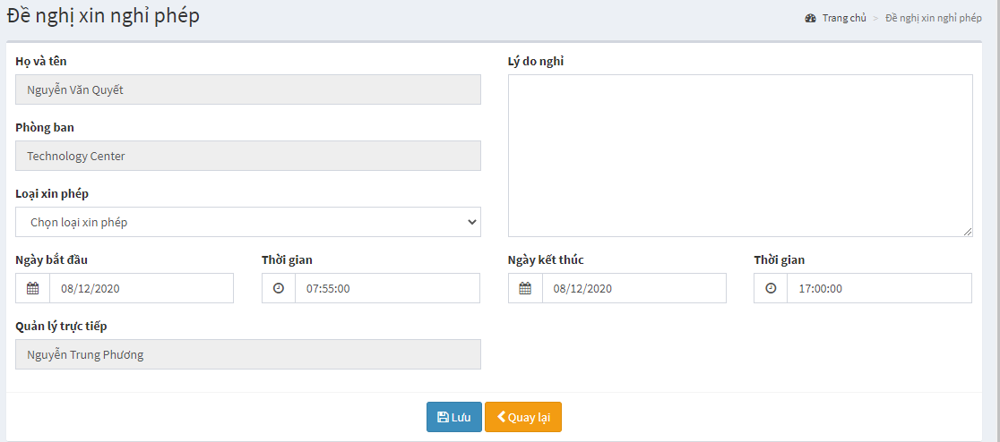 Đề nghị xin nghỉ phép
Trang chủ > Đề nghị xin nghỉ phép
Họ và tên
Nguyễn Văn Quyết
Phòng ban
Technology Center
Loại xin phép
Chọn loại xin phép
Lý do nghỉ
Ngày bắt đầu
08/12/2020
Thời gian
07:55:00
Ngày kết thúc
08/12/2020
Thời gian
17:00:00
Quản lý trực tiếp
Nguyễn Trung Phương
Lưu
Quay lại